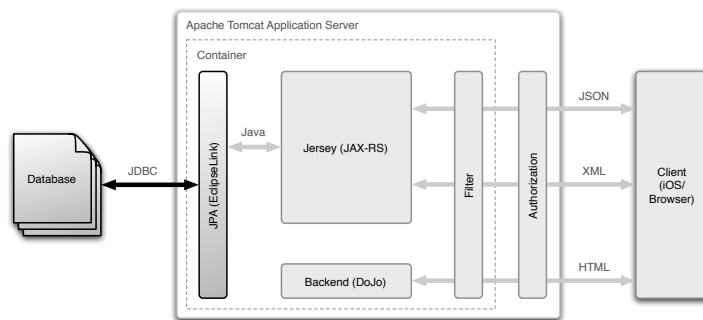 Apache Tomcat Application Server
Container
Database
JDBC
JPA (EclipseLink)
Java
Jersey (JAX-RS)
Backend (DoJo)
Filter
Authorization
JSON
XML
HTML
Client
(iOS/
Browser)